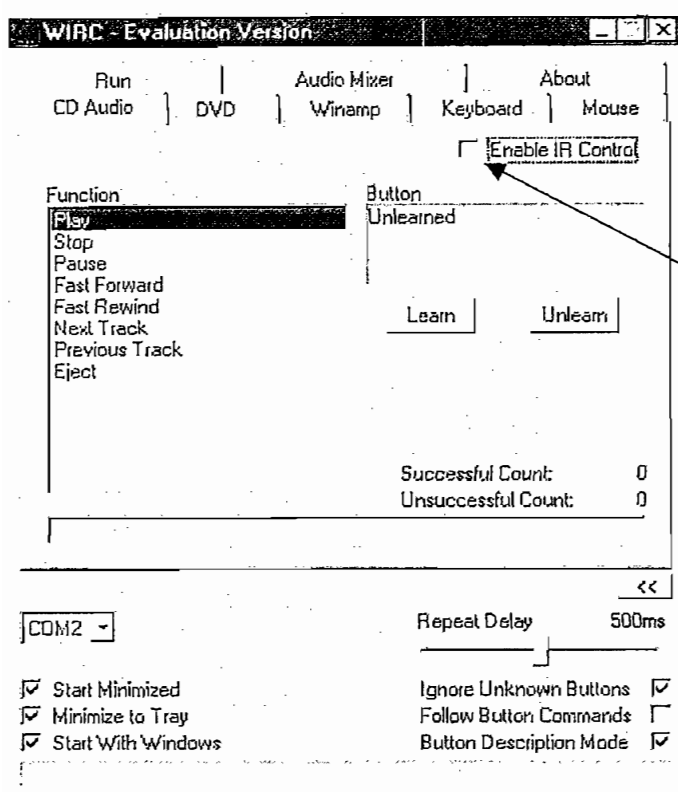 WIRC - Evaluation Version
Run Audio Mixer About
CD Audio DVD Winamp Keyboard Mouse
Enable IR Control
Function Button
Play Unlearned
Stop
Pause
Fast Forward
Fast Rewind Learn Unlearn
Next Track
Previous Track
Eject
Successful Count: 0
Unsuccessful Count: 0
<<
COM2 Repeat Delay 500ms
Start Minimized Ignore Unknown Buttons
Minimize to Tray Follow Button Commands
Start With Windows Button Description Mode